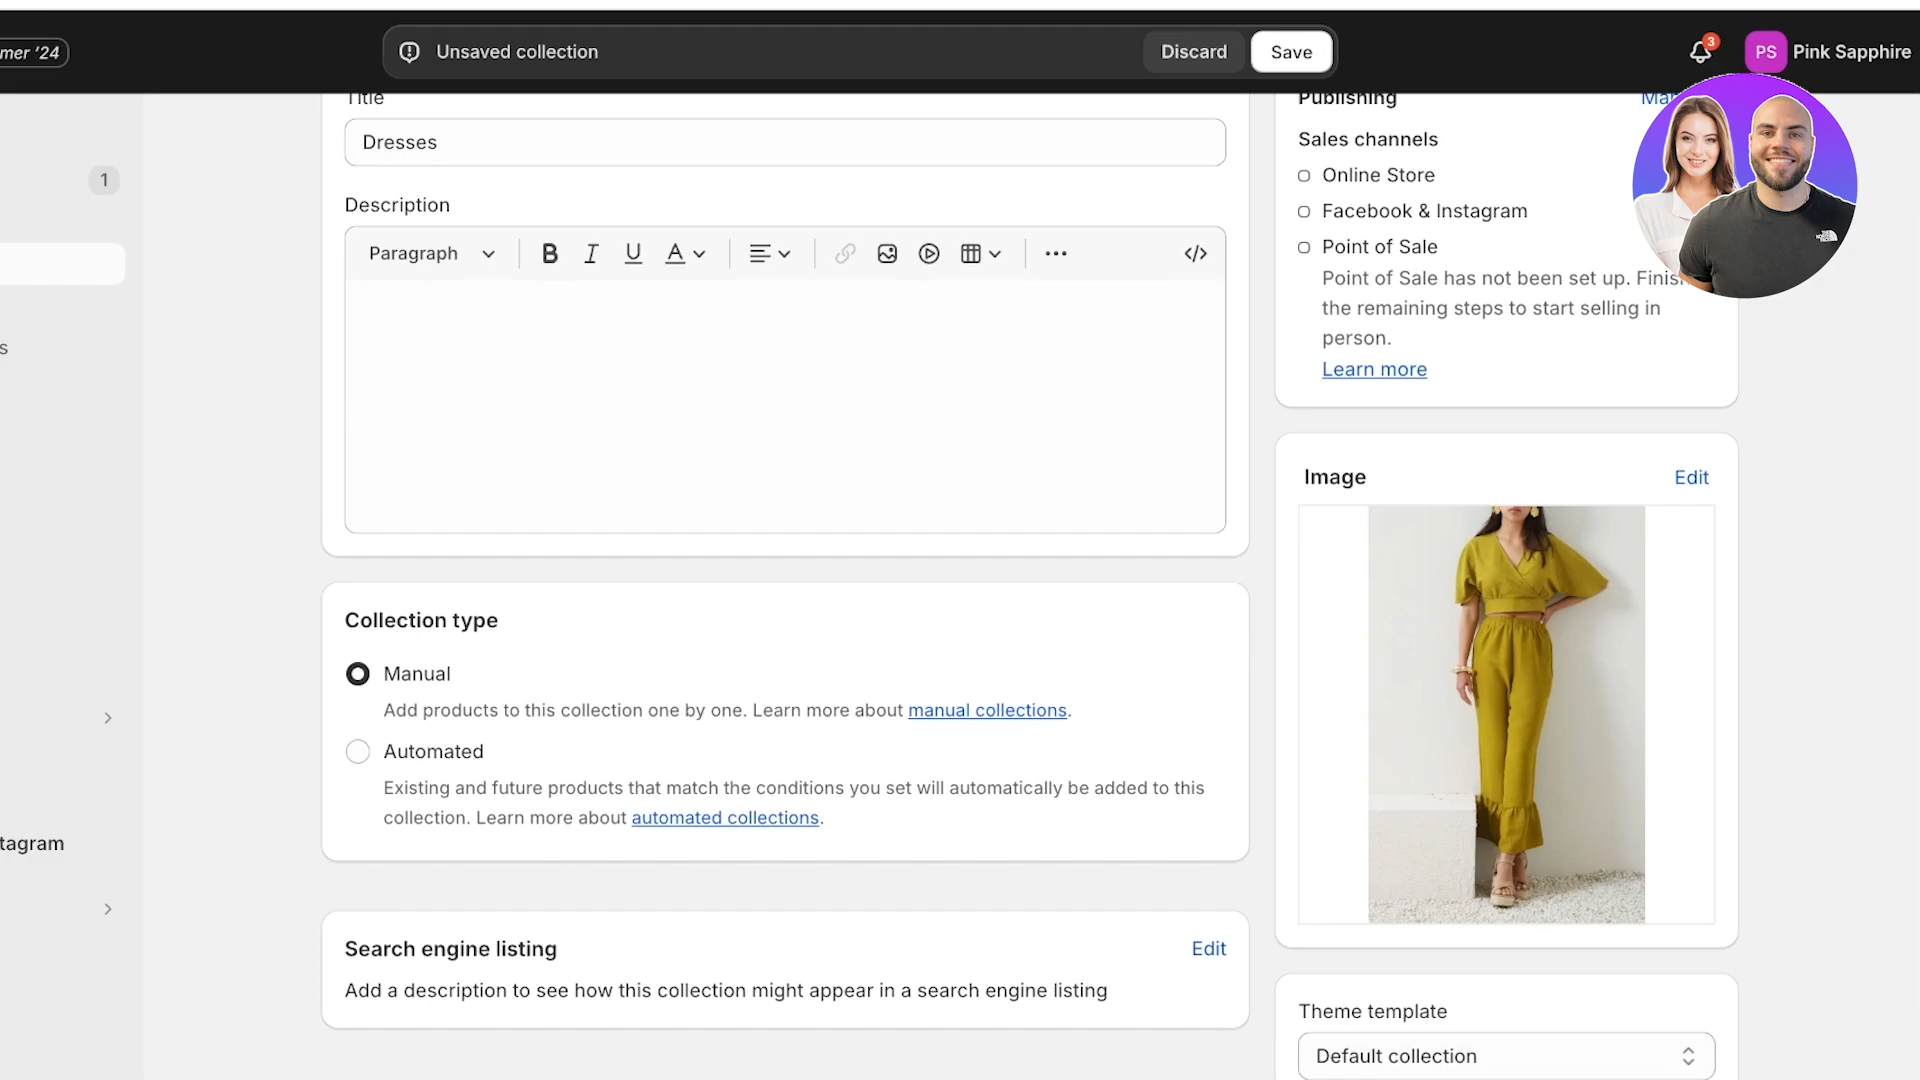 mer '24
Unsaved collection
Discard
Save
3
PS
Pink Sapphire
Title
Dresses
Description
Paragraph
B I U A
1
s
Collection type
Manual
Add products to this collection one by one. Learn more about manual collections.
Automated
Existing and future products that match the conditions you set will automatically be added to this
collection. Learn more about automated collections.
tagram
Search engine listing
Edit
Add a description to see how this collection might appear in a search engine listing
Publishing
Sales channels
Online Store
Facebook & Instagram
Point of Sale
Point of Sale has not been set up. Finish
the remaining steps to start selling in
person.
Learn more
Image
Edit
Theme template
Default collection